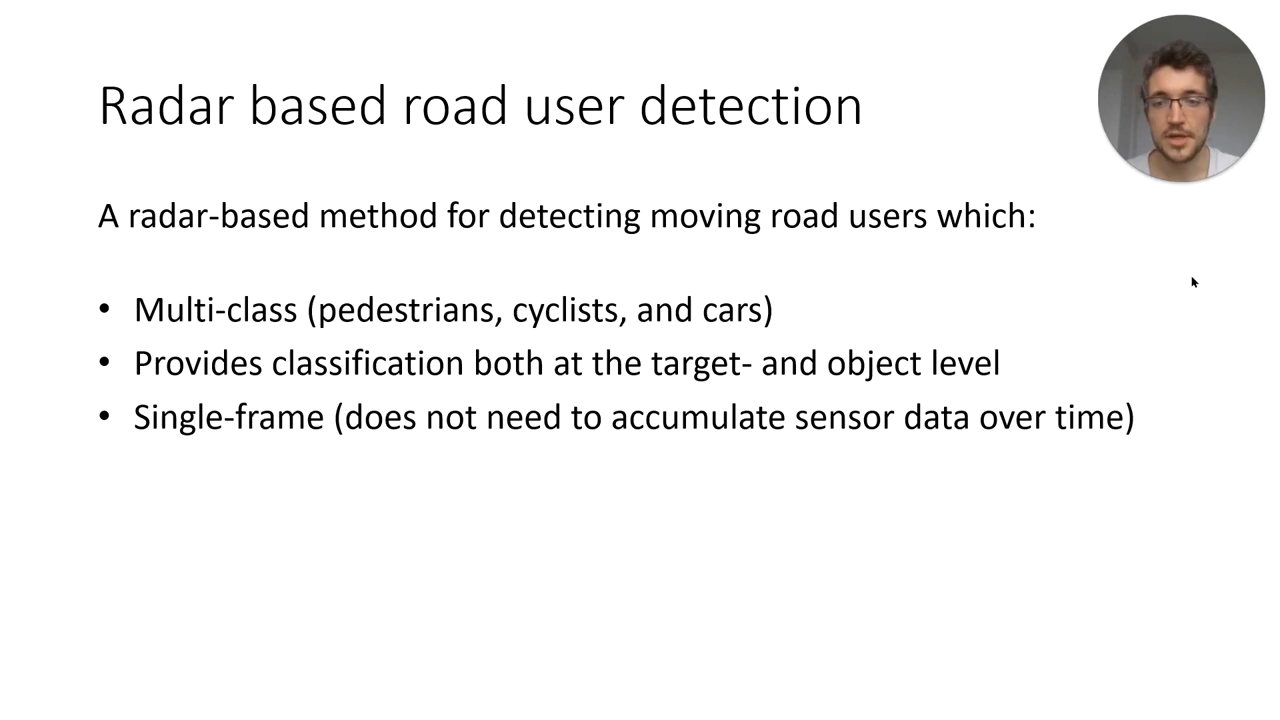 Radar based road user detection
A radar-based method for detecting moving road users which:
• Multi-class (pedestrians, cyclists, and cars)
• Provides classification both at the target- and object level
• Single-frame (does not need to accumulate sensor data over time)